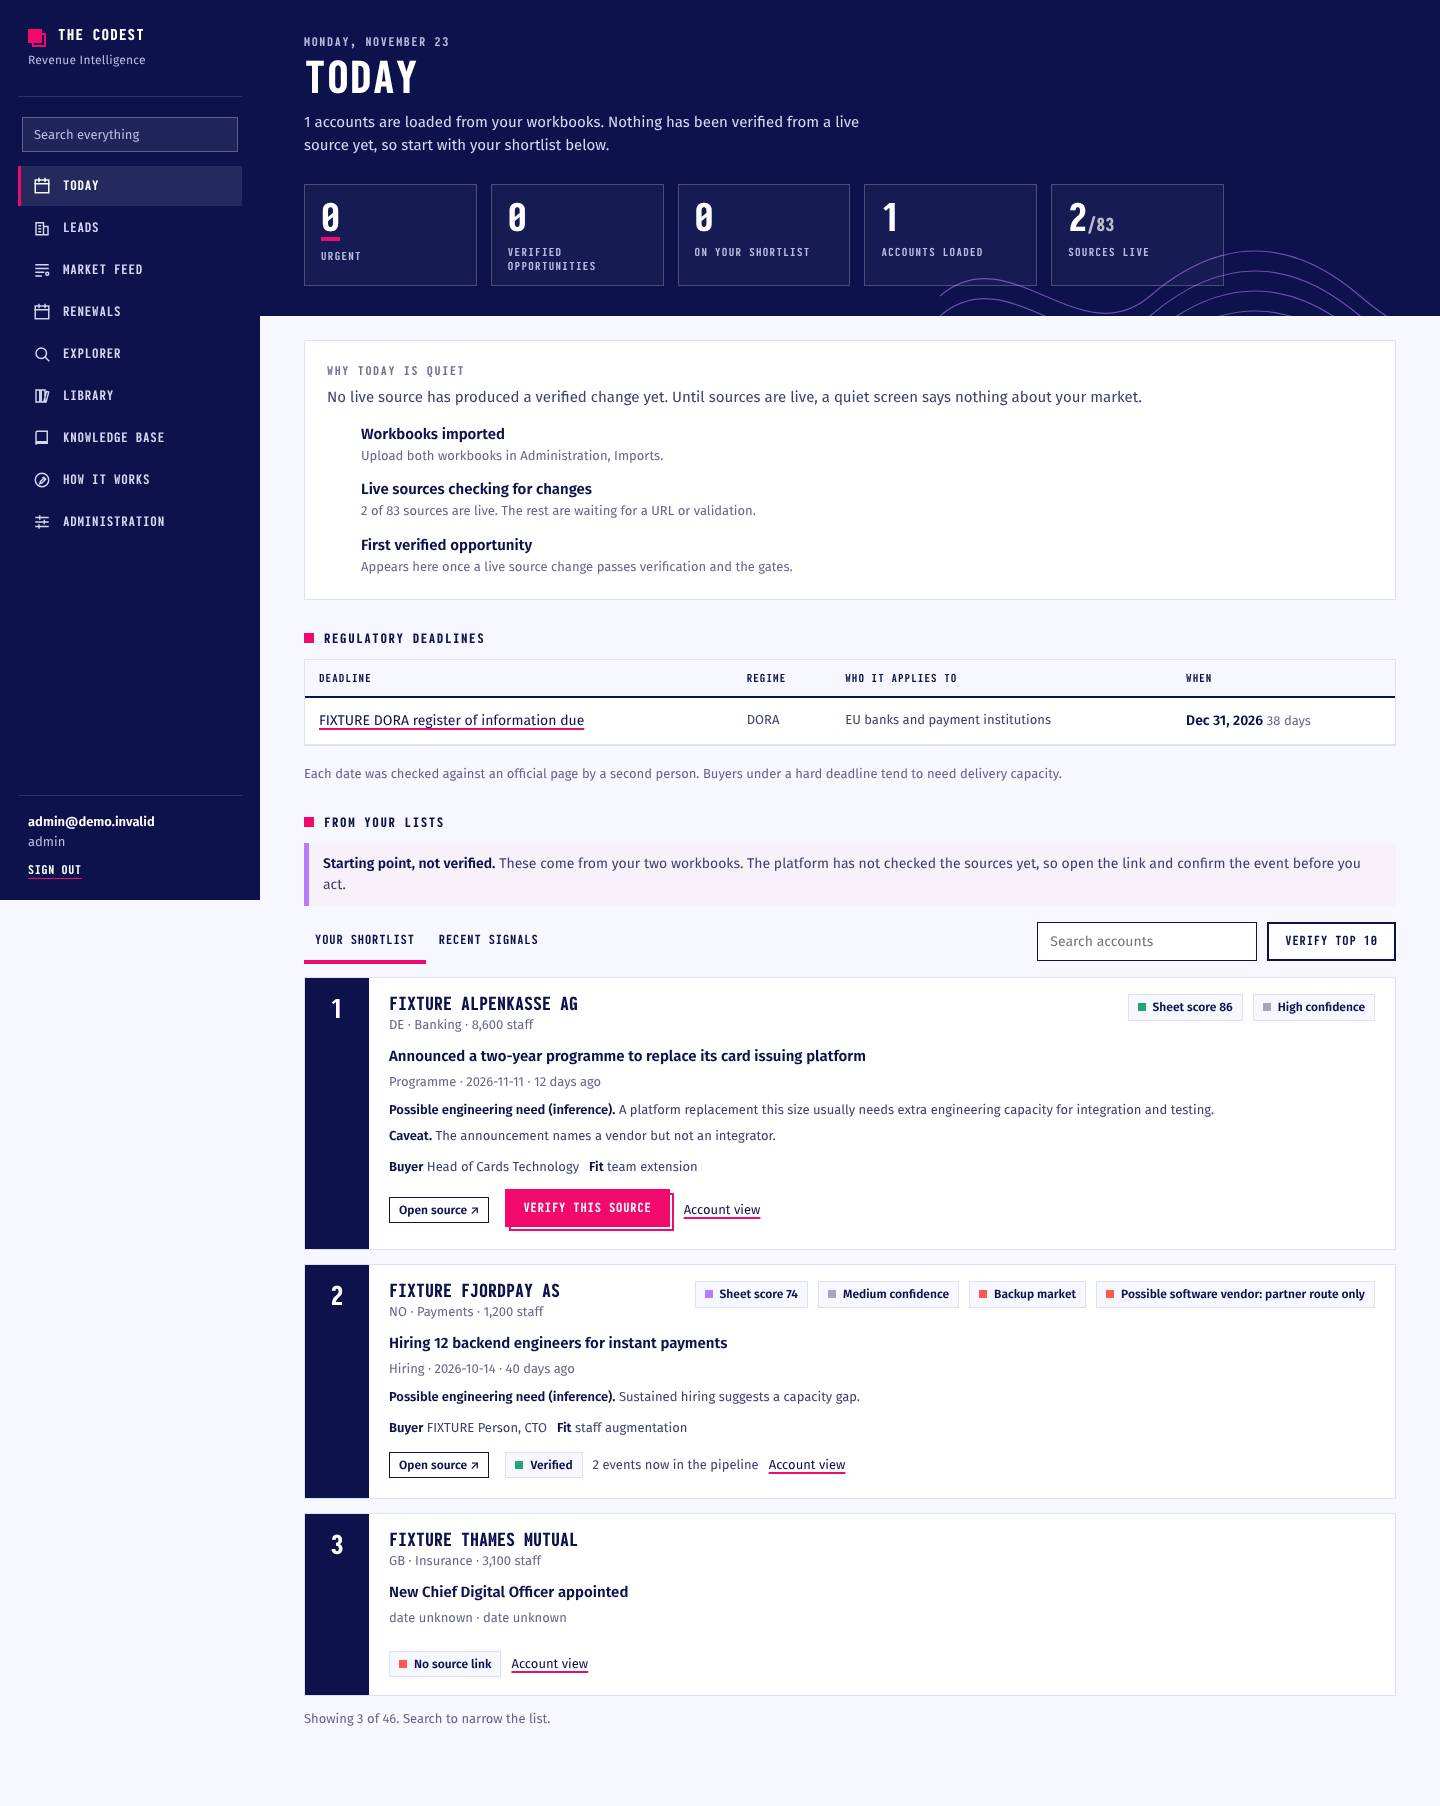 THE CODEST
Revenue Intelligence
Search everything
TODAY
LEADS
MARKET FEED
RENEWALS
EXPLORER
LIBRARY
KNOWLEDGE BASE
HOW IT WORKS
ADMINISTRATION
admin@demo.invalid
admin
SIGN OUT
MONDAY, NOVEMBER 23
TODAY
1 accounts are loaded from your workbooks. Nothing has been verified from a live
source yet, so start with your shortlist below.
0
URGENT
0
VERIFIED
OPPORTUNITIES
0
ON YOUR SHORTLIST
1
ACCOUNTS LOADED
2/83
SOURCES LIVE
WHY TODAY IS QUIET
No live source has produced a verified change yet. Until sources are live, a quiet screen says nothing about your market.
Workbooks imported
Upload both workbooks in Administration, Imports.
Live sources checking for changes
2 of 83 sources are live. The rest are waiting for a URL or validation.
First verified opportunity
Appears here once a live source change passes verification and the gates.
REGULATORY DEADLINES
DEADLINE REGIME WHO IT APPLIES TO WHEN
FIXTURE DORA register of information due DORA EU banks and payment institutions Dec 31, 2026 38 days
Each date was checked against an official page by a second person. Buyers under a hard deadline tend to need delivery capacity.
FROM YOUR LISTS
Starting point, not verified. These come from your two workbooks. The platform has not checked the sources yet, so open the link and confirm the event before you
act.
YOUR SHORTLIST RECENT SIGNALS Search accounts VERIFY TOP 10
1
FIXTURE ALPENKASSE AG Sheet score 86 High confidence
DE · Banking · 8,600 staff
Announced a two-year programme to replace its card issuing platform
Programme · 2026-11-11 · 12 days ago
Possible engineering need (inference). A platform replacement this size usually needs extra engineering capacity for integration and testing.
Caveat. The announcement names a vendor but not an integrator.
Buyer Head of Cards Technology Fit team extension
Open source ↗ VERIFY THIS SOURCE Account view
2
FIXTURE FJORDPAY AS Sheet score 74 Medium confidence Backup market Possible software vendor: partner route only
NO · Payments · 1,200 staff
Hiring 12 backend engineers for instant payments
Hiring · 2026-10-14 · 40 days ago
Possible engineering need (inference). Sustained hiring suggests a capacity gap.
Buyer FIXTURE Person, CTO Fit staff augmentation
Open source ↗ Verified 2 events now in the pipeline Account view
3
FIXTURE THAMES MUTUAL
GB · Insurance · 3,100 staff
New Chief Digital Officer appointed
date unknown · date unknown
No source link Account view
Showing 3 of 46. Search to narrow the list.